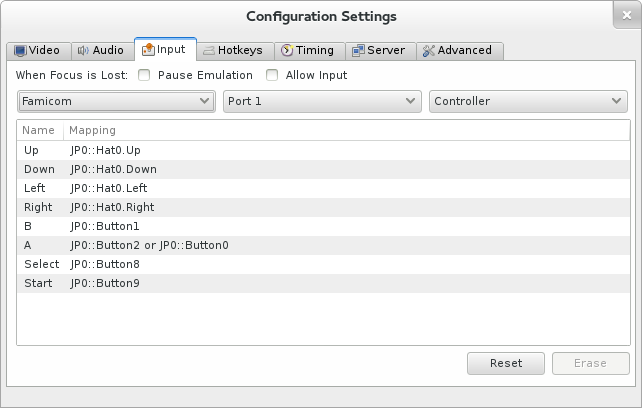 Configuration Settings
Video Audio Input Hotkeys Timing Server Advanced
When Focus is Lost: Pause Emulation Allow Input
Famicom Port 1 Controller
Name Mapping
Up JP0::Hat0.Up
Down JP0::Hat0.Down
Left JP0::Hat0.Left
Right JP0::Hat0.Right
B JP0::Button1
A JP0::Button2 or JP0::Button0
Select JP0::Button8
Start JP0::Button9
Reset Erase